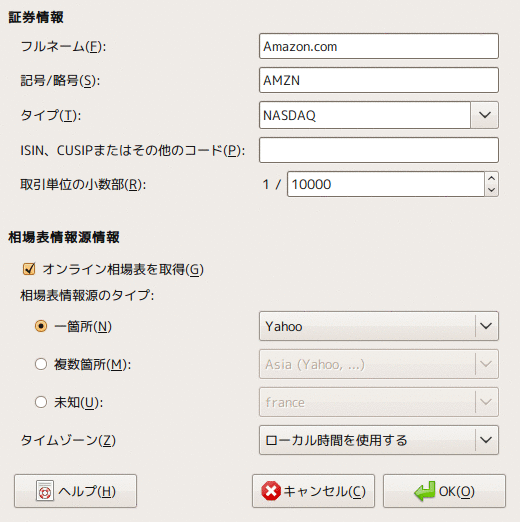 証券情報
フルネーム(F): Amazon.com
記号/略号(S): AMZN
タイプ(T): NASDAQ
ISIN、CUSIPまたはその他のコード(P):
取引単位の小数部(R): 1 / 10000
相場表情報源情報
オンライン相場表を取得(G)
相場表情報源のタイプ:
一箇所(N) Yahoo
複数箇所(M): Asia (Yahoo, ...)
未知(U): france
タイムゾーン(Z) ローカル時間を使用する
ヘルプ(H) キャンセル(C) OK(O)